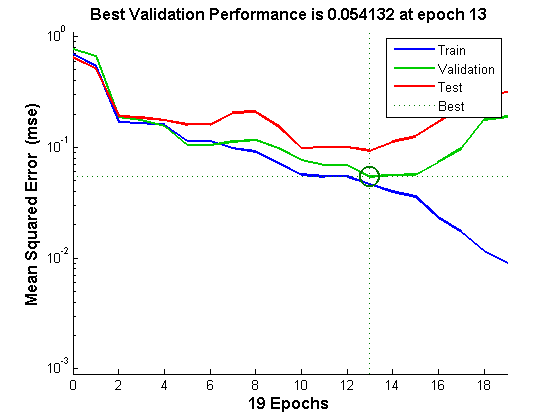 Best Validation Performance is 0.054132 at epoch 13
Mean Squared Error (mse)
10^0
10^-1
10^-2
10^-3
Train
Validation
Test
Best
0 2 4 6 8 10 12 14 16 18
19 Epochs